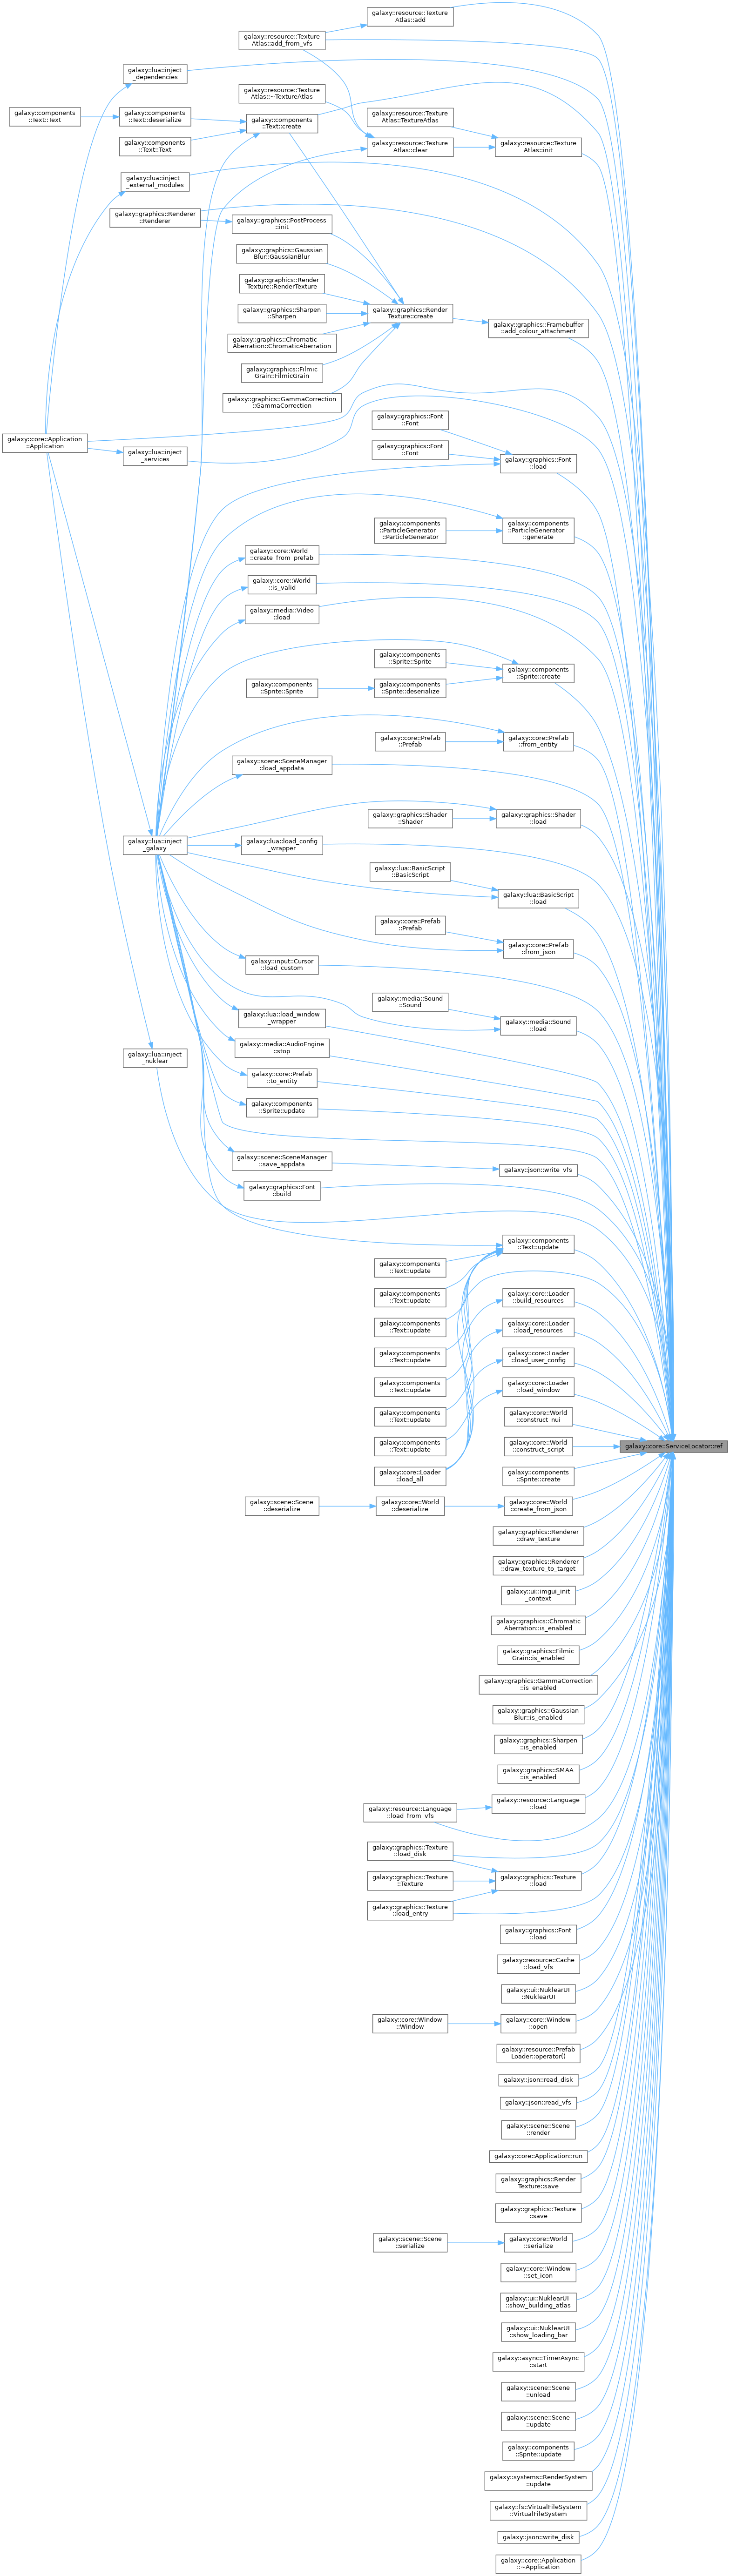 galaxy::resource::Texture
Atlas::add
galaxy::resource::Texture
Atlas::add_from_vfs
galaxy::lua::inject
_dependencies
galaxy::resource::Texture
Atlas::~TextureAtlas
galaxy::components
::Text::Text
galaxy::components
::Text::deserialize
galaxy::components
::Text::create
galaxy::resource::Texture
Atlas::TextureAtlas
galaxy::components
::Text::Text
galaxy::resource::Texture
Atlas::clear
galaxy::resource::Texture
Atlas::init
galaxy::lua::inject
_external_modules
galaxy::graphics::Renderer
::Renderer
galaxy::graphics::PostProcess
::init
galaxy::graphics::Gaussian
Blur::GaussianBlur
galaxy::graphics::Render
Texture::RenderTexture
galaxy::graphics::Sharpen
::Sharpen
galaxy::graphics::Render
Texture::create
galaxy::graphics::Framebuffer
::add_colour_attachment
galaxy::graphics::Chromatic
Aberration::ChromaticAberration
galaxy::graphics::Filmic
Grain::FilmicGrain
galaxy::graphics::GammaCorrection
::GammaCorrection
galaxy::graphics::Font
::Font
galaxy::core::Application
::Application
galaxy::lua::inject
_services
galaxy::graphics::Font
::Font
galaxy::graphics::Font
::load
galaxy::components
::ParticleGenerator
::ParticleGenerator
galaxy::components
::ParticleGenerator
::generate
galaxy::core::World
::create_from_prefab
galaxy::core::World
::is_valid
galaxy::media::Video
::load
galaxy::components
::Sprite::Sprite
galaxy::components
::Sprite::create
galaxy::components
::Sprite::Sprite
galaxy::components
::Sprite::deserialize
galaxy::core::Prefab
::Prefab
galaxy::core::Prefab
::from_entity
galaxy::scene::SceneManager
::load_appdata
galaxy::graphics::Shader
::Shader
galaxy::graphics::Shader
::load
galaxy::lua::inject
_galaxy
galaxy::lua::load_config
_wrapper
galaxy::lua::BasicScript
::BasicScript
galaxy::lua::BasicScript
::load
galaxy::core::Prefab
::Prefab
galaxy::core::Prefab
::from_json
galaxy::input::Cursor
::load_custom
galaxy::media::Sound
::Sound
galaxy::media::Sound
::load
galaxy::lua::load_window
_wrapper
galaxy::lua::inject
_nuklear
galaxy::media::AudioEngine
::stop
galaxy::core::Prefab
::to_entity
galaxy::components
::Sprite::update
galaxy::scene::SceneManager
::save_appdata
galaxy::json::write_vfs
galaxy::graphics::Font
::build
galaxy::components
::Text::update
galaxy::components
::Text::update
galaxy::components
::Text::update
galaxy::core::Loader
::build_resources
galaxy::components
::Text::update
galaxy::core::Loader
::load_resources
galaxy::components
::Text::update
galaxy::core::Loader
::load_user_config
galaxy::components
::Text::update
galaxy::core::Loader
::load_window
galaxy::components
::Text::update
galaxy::core::World
::construct_nui
galaxy::components
::Text::update
galaxy::core::World
::construct_script
galaxy::core::ServiceLocator::ref
galaxy::core::Loader
::load_all
galaxy::components
::Sprite::create
galaxy::scene::Scene
::deserialize
galaxy::core::World
::deserialize
galaxy::core::World
::create_from_json
galaxy::graphics::Renderer
::draw_texture
galaxy::graphics::Renderer
::draw_texture_to_target
galaxy::ui::imgui_init
_context
galaxy::graphics::Chromatic
Aberration::is_enabled
galaxy::graphics::Filmic
Grain::is_enabled
galaxy::graphics::GammaCorrection
::is_enabled
galaxy::graphics::Gaussian
Blur::is_enabled
galaxy::graphics::Sharpen
::is_enabled
galaxy::graphics::SMAA
::is_enabled
galaxy::resource::Language
::load_from_vfs
galaxy::resource::Language
::load
galaxy::graphics::Texture
::load_disk
galaxy::graphics::Texture
::Texture
galaxy::graphics::Texture
::load
galaxy::graphics::Texture
::load_entry
galaxy::graphics::Font
::load
galaxy::resource::Cache
::load_vfs
galaxy::ui::NuklearUI
::NuklearUI
galaxy::core::Window
::Window
galaxy::core::Window
::open
galaxy::resource::Prefab
Loader::operator()
galaxy::json::read_disk
galaxy::json::read_vfs
galaxy::scene::Scene
::render
galaxy::core::Application::run
galaxy::graphics::Render
Texture::save
galaxy::graphics::Texture
::save
galaxy::scene::Scene
::serialize
galaxy::core::World
::serialize
galaxy::core::Window
::set_icon
galaxy::ui::NuklearUI
::show_building_atlas
galaxy::ui::NuklearUI
::show_loading_bar
galaxy::async::TimerAsync
::start
galaxy::scene::Scene
::unload
galaxy::scene::Scene
::update
galaxy::components
::Sprite::update
galaxy::systems::RenderSystem
::update
galaxy::fs::VirtualFileSystem
::VirtualFileSystem
galaxy::json::write_disk
galaxy::core::Application
::~Application